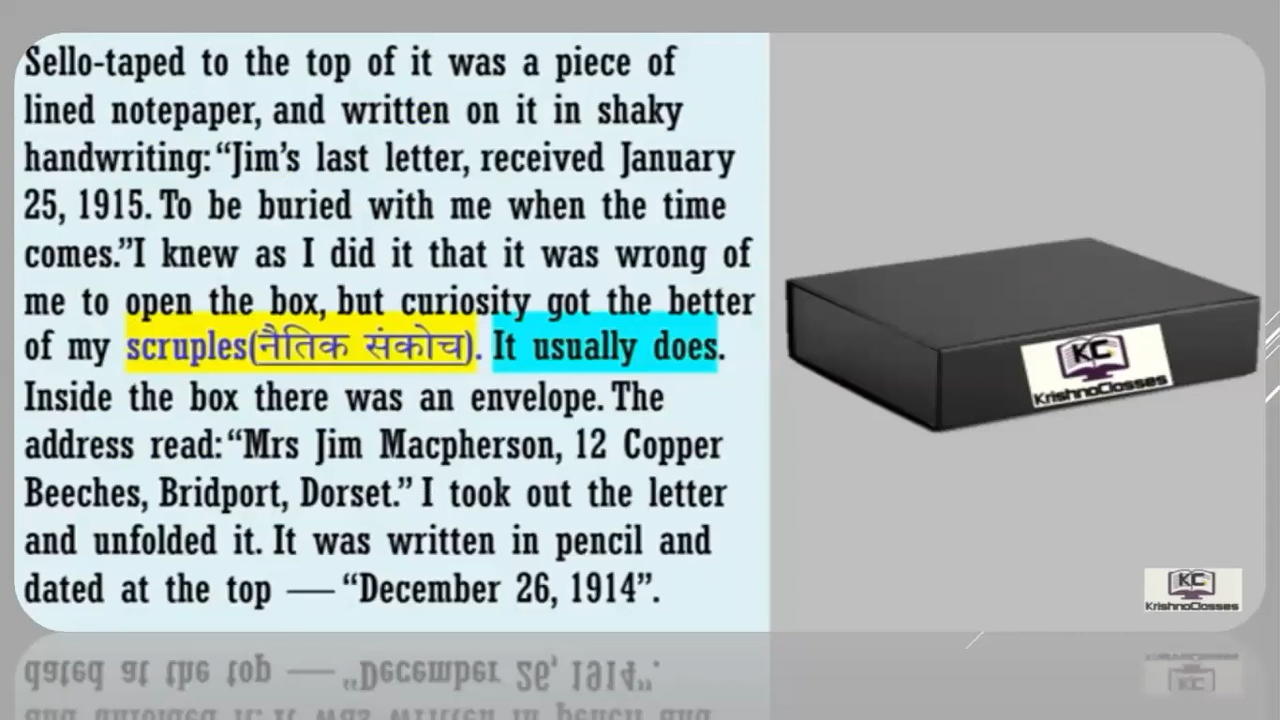 Sello-taped to the top of it was a piece of
lined notepaper, and written on it in shaky
handwriting: “Jim’s last letter, received January
25, 1915. To be buried with me when the time
comes.”I knew as I did it that it was wrong of
me to open the box, but curiosity got the better
of my scruples(नैतिक संकोच). It usually does.
Inside the box there was an envelope. The
address read: “Mrs Jim Macpherson, 12 Copper
Beeches, Bridport, Dorset.” I took out the letter
and unfolded it. It was written in pencil and
dated at the top — “December 26, 1914”.
KC
KrishnoClosses
KC
KrishnoClosses